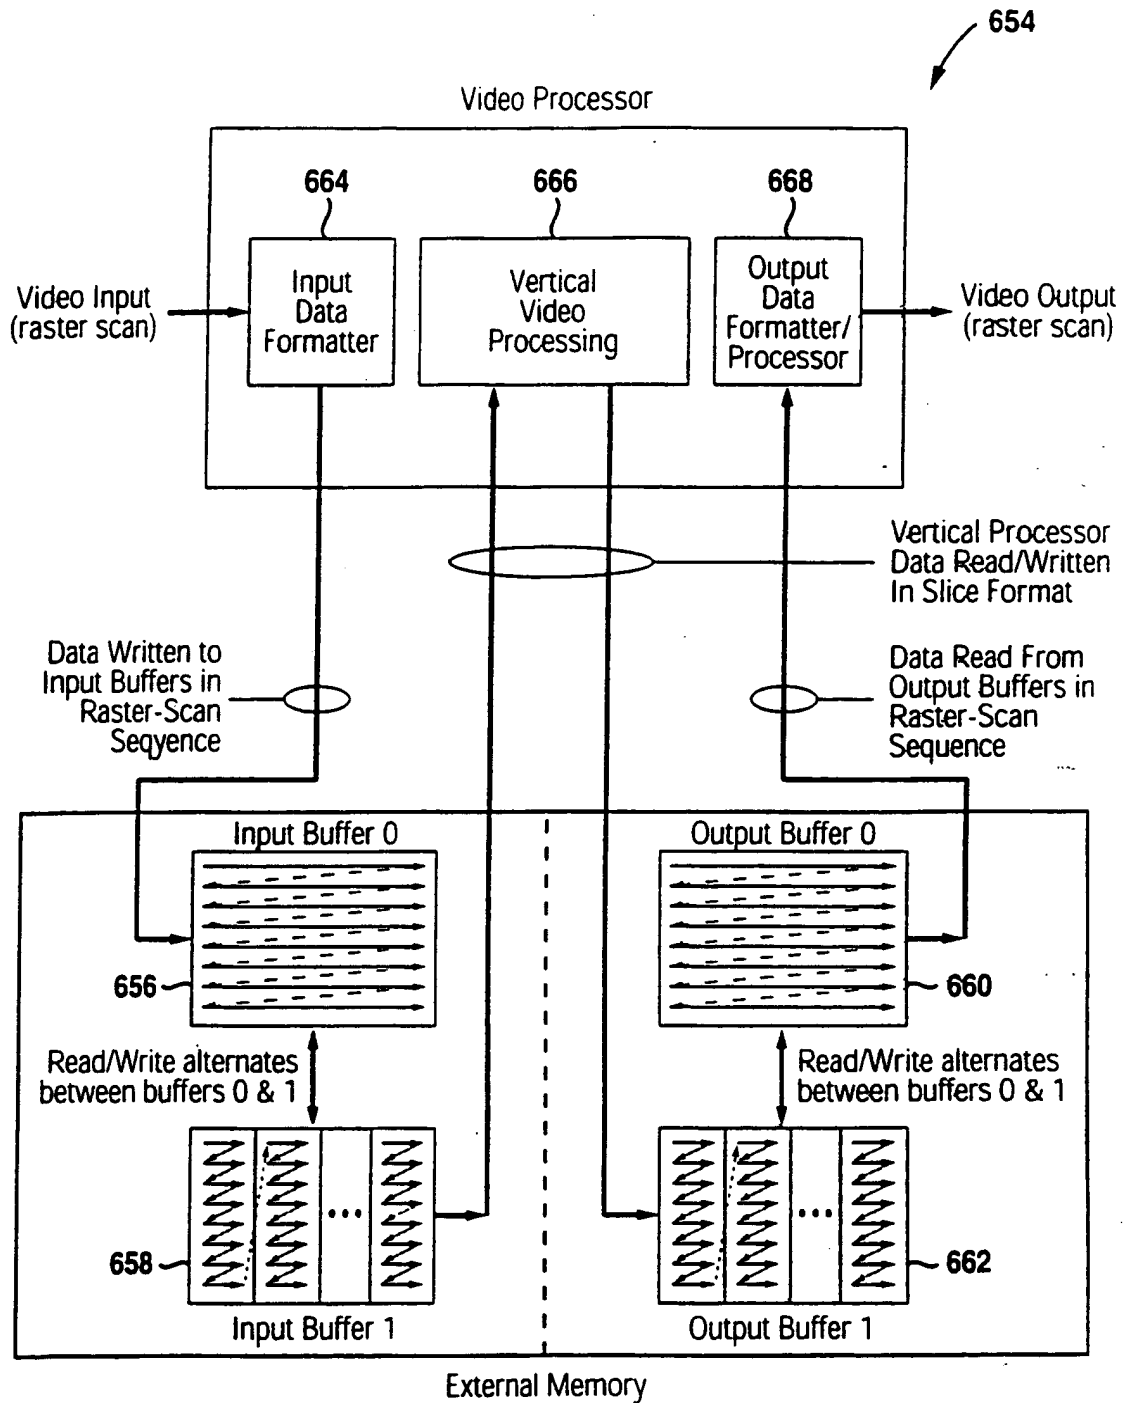 654
Video Processor
664
666
668
Input
Data
Formatter
Vertical
Video
Processing
Output
Data
Formatter/
Processor
Video Input
(raster scan)
Video Output
(raster scan)
Vertical Processor
Data Read/Written
In Slice Format
Data Written to
Input Buffers in
Raster-Scan
Seqyence
Data Read From
Output Buffers in
Raster-Scan
Sequence
Input Buffer 0
Output Buffer 0
656
660
Read/Write alternates
between buffers 0 & 1
Read/Write alternates
between buffers 0 & 1
658
662
Input Buffer 1
Output Buffer 1
External Memory